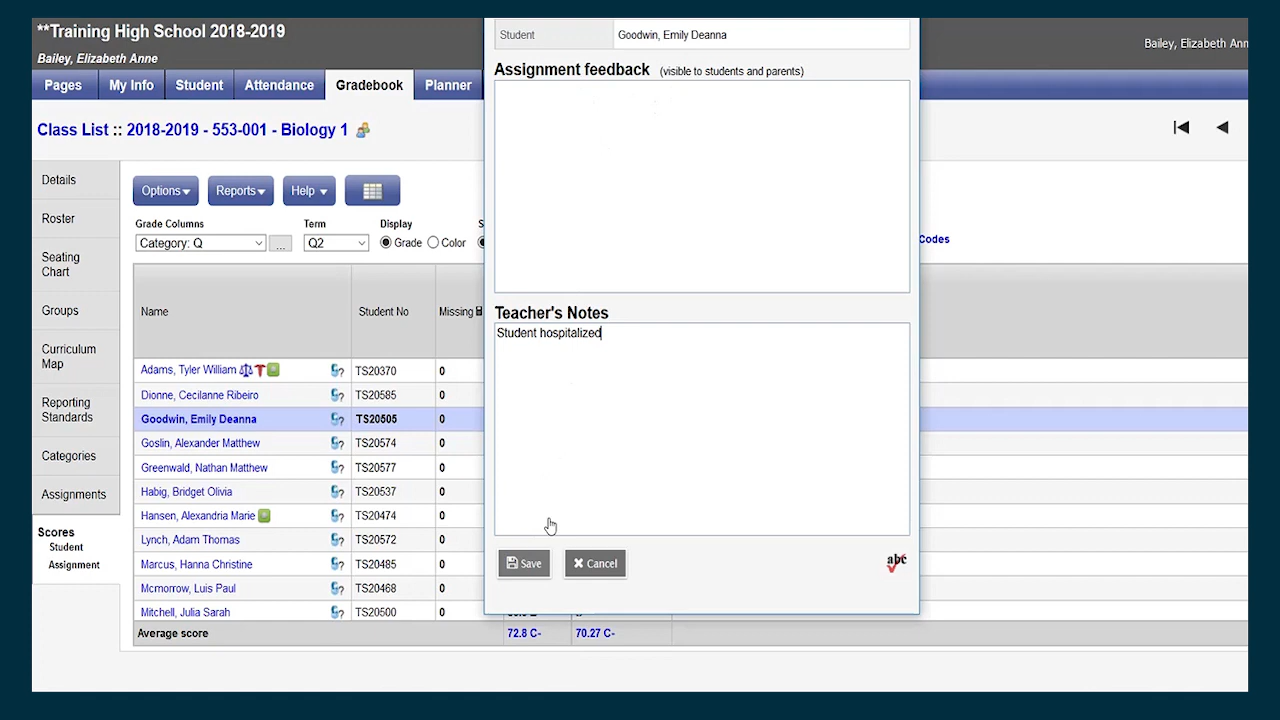 **Training High School 2018-2019
Bailey, Elizabeth Anne
Bailey, Elizabeth Ann
Pages
My Info
Student
Attendance
Gradebook
Planner
Class List :: 2018-2019 - 553-001 - Biology 1
Details
Roster
Seating
Chart
Groups
Curriculum
Map
Reporting
Standards
Categories
Assignments
Scores
Student
Assignment
Options
Reports
Help
Grade Columns
Term
Display
S
Category: Q
...
Q2
Grade
Color
Codes
Name
Student No
Missing
Adams, Tyler William TS20370 0
Dionne, Cecilanne Ribeiro TS20585 0
Goodwin, Emily Deanna TS20505 0
Goslin, Alexander Matthew TS20574 0
Greenwald, Nathan Matthew TS20577 0
Habig, Bridget Olivia TS20537 0
Hansen, Alexandria Marie TS20474 0
Lynch, Adam Thomas TS20572 0
Marcus, Hanna Christine TS20485 0
Mcmorrow, Luis Paul TS20468 0
Mitchell, Julia Sarah TS20500 0
Average score 72.8 C- 70.27 C-
Student Goodwin, Emily Deanna
Assignment feedback (visible to students and parents)
Teacher's Notes
Student hospitalized
Save
Cancel
abc